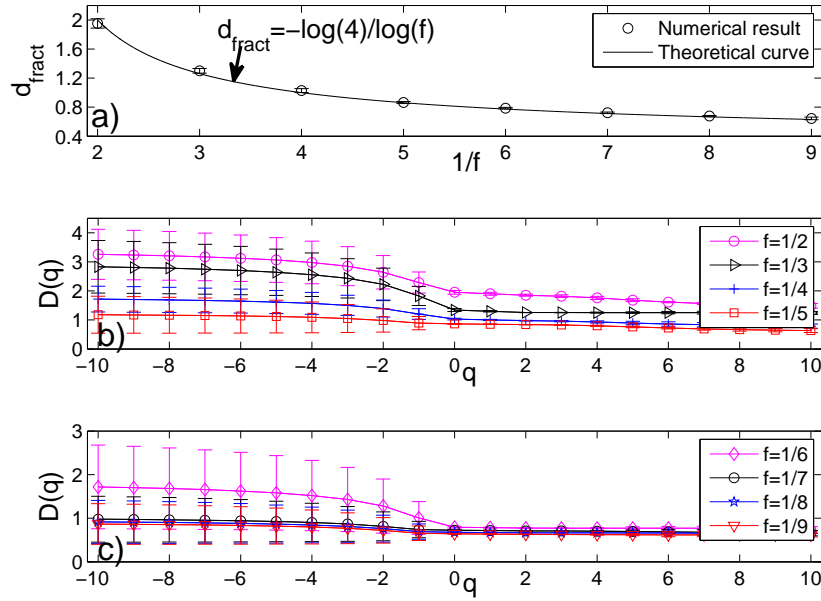 2
1.6
1.2
0.8
0.4
d_fract
d_fract=−log(4)/log(f)
Numerical result
Theoretical curve
a)
2 3 4 5 6 7 8 9
1/f
4
3
2
1
0
D(q)
f=1/2
f=1/3
f=1/4
f=1/5
b)
−10 −8 −6 −4 −2 0 2 4 6 8 10
q
3
2
1
0
D(q)
f=1/6
f=1/7
f=1/8
f=1/9
c)
−10 −8 −6 −4 −2 0 2 4 6 8 10
q